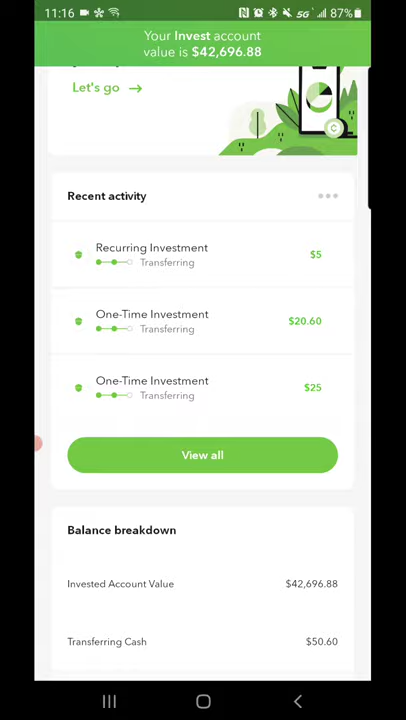 11:16 5G 87%
Your Invest account
value is $42,696.88
Let's go →
Recent activity
Recurring Investment
Transferring
$5
One-Time Investment
Transferring
$20.60
One-Time Investment
Transferring
$25
View all
Balance breakdown
Invested Account Value $42,696.88
Transferring Cash $50.60